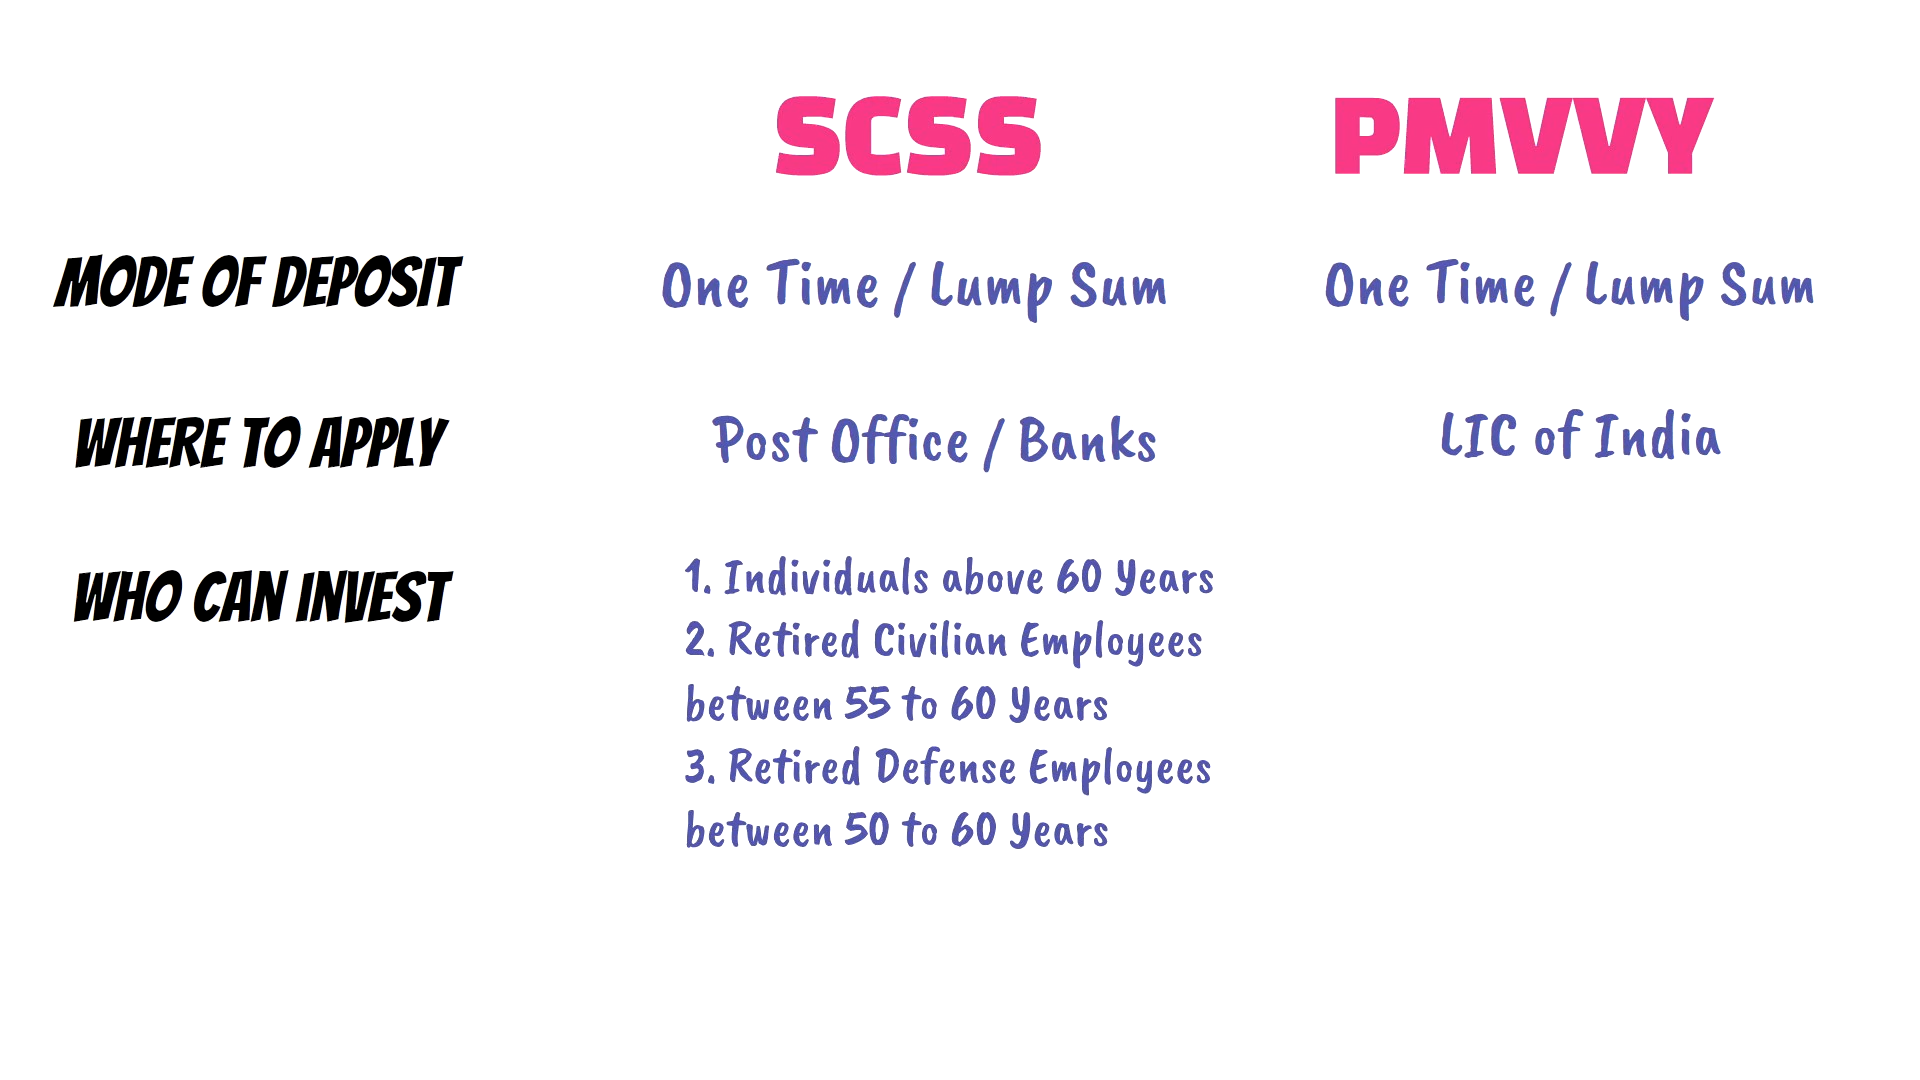 SCSS PMVVY
MODE OF DEPOSIT One Time / Lump Sum One Time / Lump Sum
WHERE TO APPLY Post Office / Banks LIC of India
WHO CAN INVEST 1. Individuals above 60 Years
2. Retired Civilian Employees
between 55 to 60 Years
3. Retired Defense Employees
between 50 to 60 Years